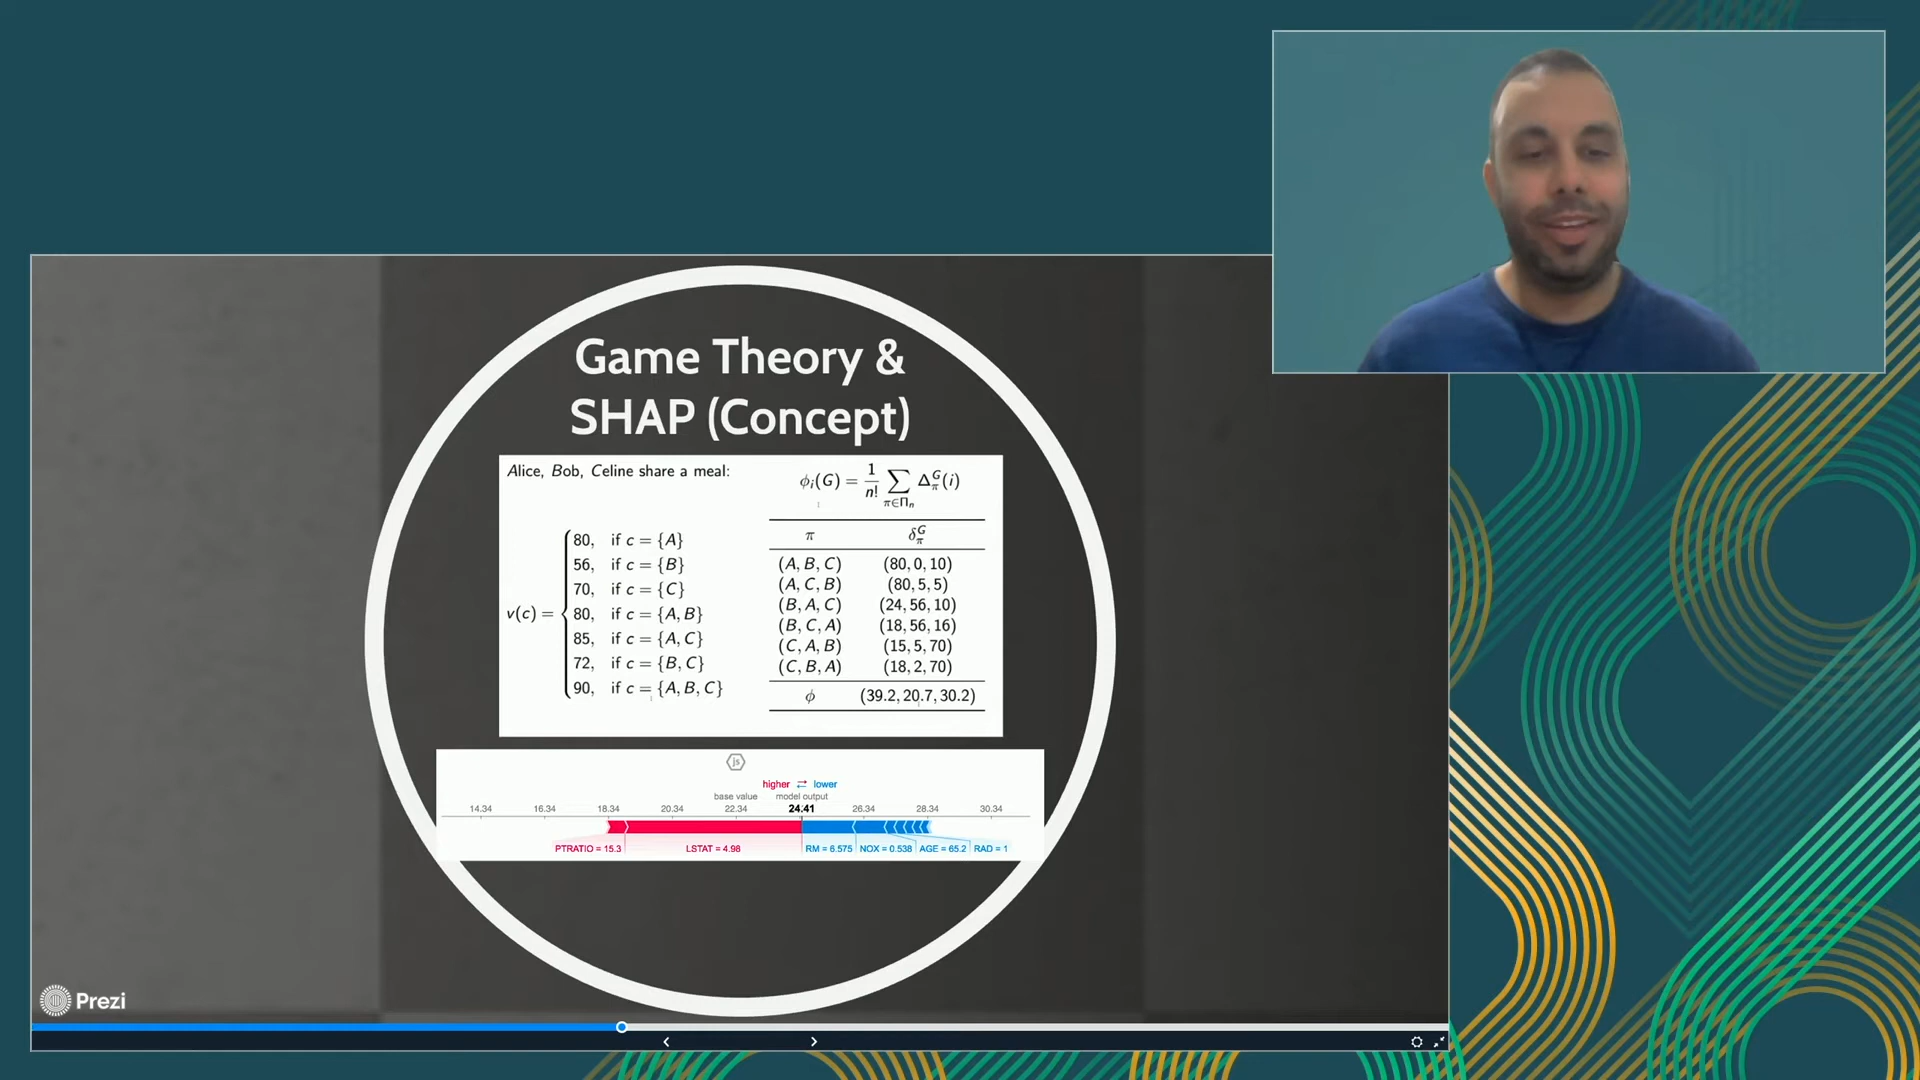 Game Theory &
SHAP (Concept)
Alice, Bob, Celine share a meal:
v(c) =
80, if c = {A}
56, if c = {B}
70, if c = {C}
80, if c = {A, B}
85, if c = {A, C}
72, if c = {B, C}
90, if c = {A, B, C}
ϕᵢ(G) = 1/n! ∑π∈Πₙ Δ^G_π(i)
π δ^G_π
(A, B, C) (80, 0, 10)
(A, C, B) (80, 5, 5)
(B, A, C) (24, 56, 10)
(B, C, A) (18, 56, 16)
(C, A, B) (15, 5, 70)
(C, B, A) (18, 2, 70)
ϕ (39.2, 20.7, 30.2)
js
higher ⇄ lower
base value model output
14.34 16.34 18.34 20.34 22.34 24.41 26.34 28.34 30.34
PTRATIO = 15.3 LSTAT = 4.98 RM = 6.575 NOX = 0.538 AGE = 65.2 RAD = 1
Prezi